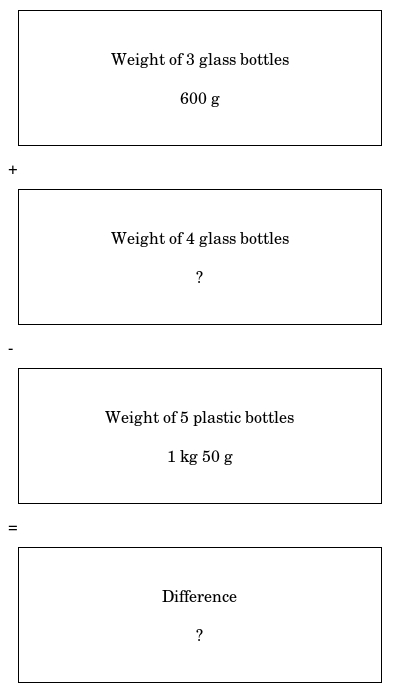 Weight of 3 glass bottles
600 g
+
Weight of 4 glass bottles
?
-
Weight of 5 plastic bottles
1 kg 50 g
=
Difference
?